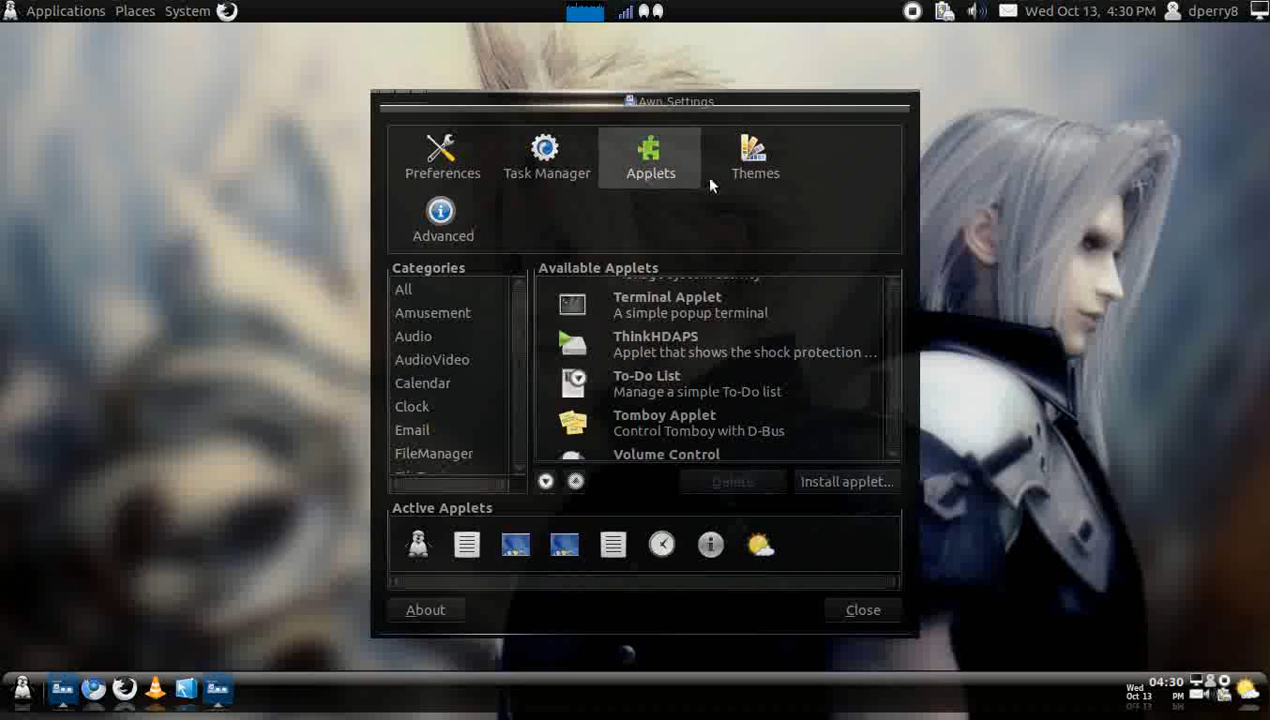 Applications Places System Wed Oct 13, 4:30 PM dperry8
Awn Settings
Preferences Task Manager Applets Themes
Advanced
Categories
All
Amusement
Audio
AudioVideo
Calendar
Clock
Email
FileManager
Available Applets
Terminal Applet
A simple popup terminal
ThinkHDAPS
Applet that shows the shock protection ...
To-Do List
Manage a simple To-Do list
Tomboy Applet
Control Tomboy with D-Bus
Volume Control
Delete Install applet...
Active Applets
About Close
04:30
Wed
Oct 13 PM